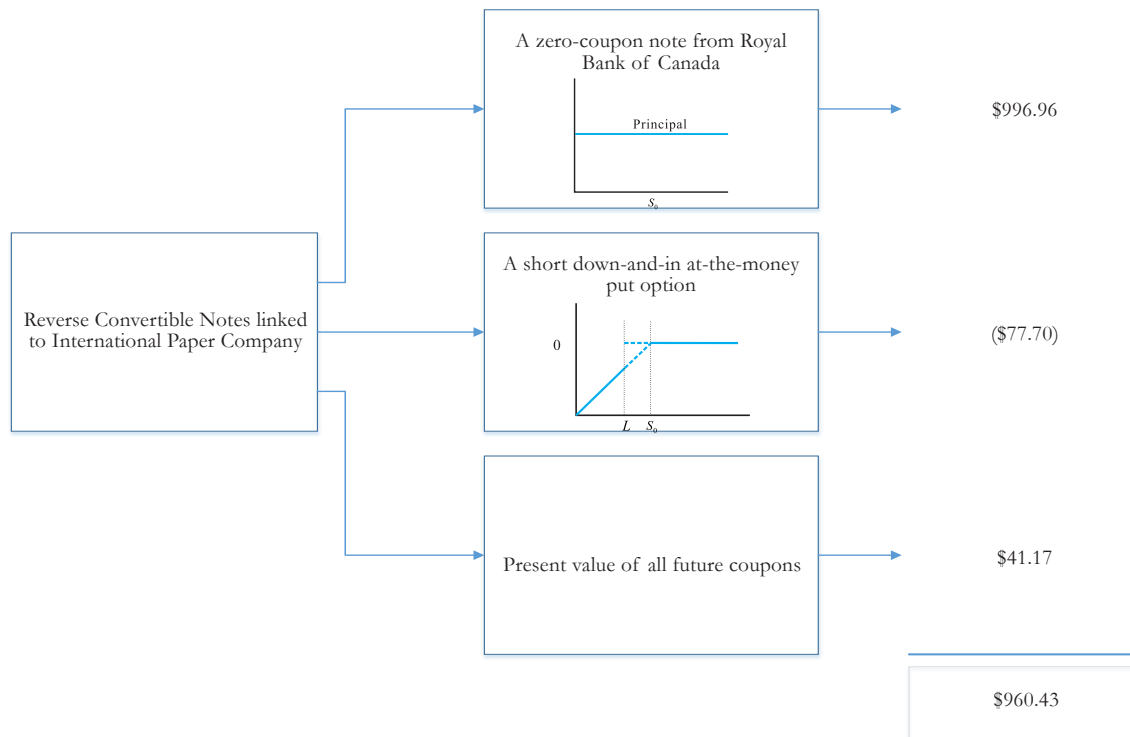 A zero-coupon note from Royal
Bank of Canada
Principal
S₀
$996.96
Reverse Convertible Notes linked
to International Paper Company
A short down-and-in at-the-money
put option
0
L S₀
($77.70)
Present value of all future coupons
$41.17
$960.43